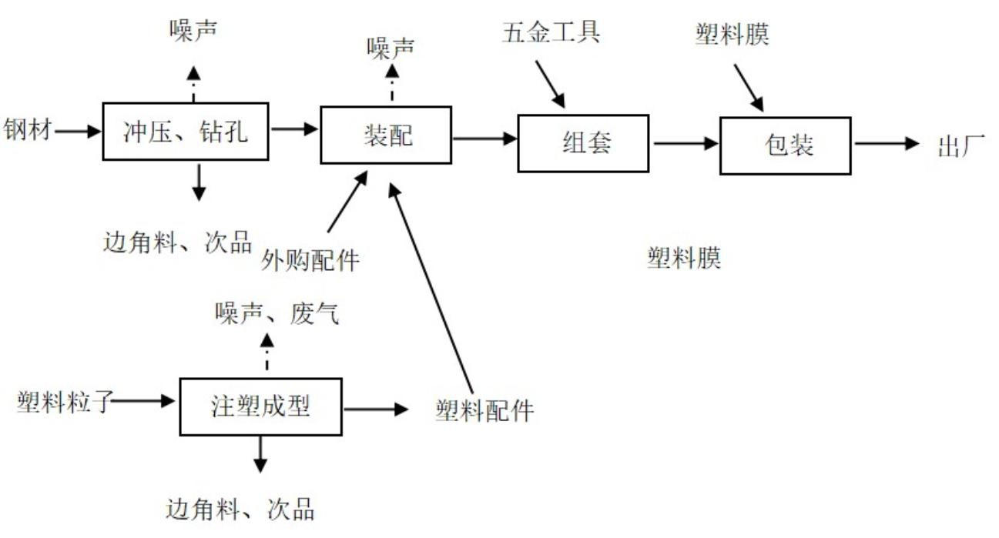 噪声
噪声
五金工具
塑料膜
钢材
冲压、钻孔
装配
组套
包装
出厂
边角料、次品
外购配件
塑料膜
噪声、废气
塑料粒子
注塑成型
塑料配件
边角料、次品